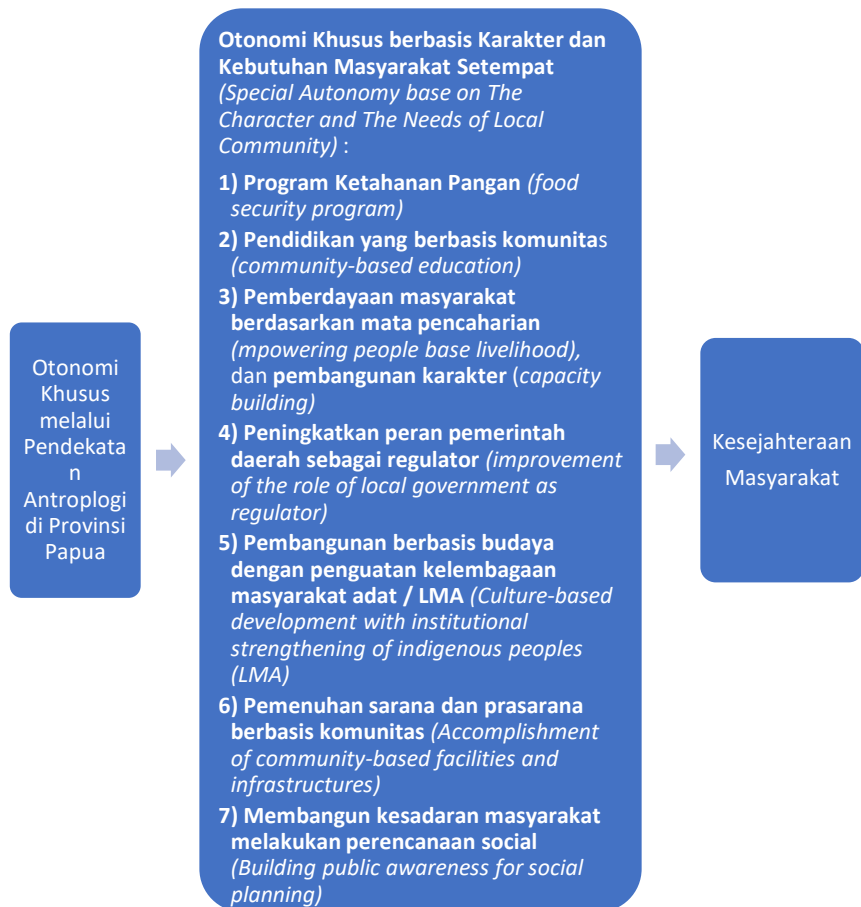 Otonomi
Khusus
melalui
Pendekata
n
Antroplogi
di Provinsi
Papua
Otonomi Khusus berbasis Karakter dan
Kebutuhan Masyarakat Setempat
(Special Autonomy base on The
Character and The Needs of Local
Community) :
1) Program Ketahanan Pangan (food
security program)
2) Pendidikan yang berbasis komunitas
(community-based education)
3) Pemberdayaan masyarakat
berdasarkan mata pencaharian
(mpowering people base livelihood),
dan pembangunan karakter (capacity
building)
4) Peningkatkan peran pemerintah
daerah sebagai regulator (improvement
of the role of local government as
regulator)
5) Pembangunan berbasis budaya
dengan penguatan kelembagaan
masyarakat adat / LMA (Culture-based
development with institutional
strengthening of indigenous peoples
(LMA)
6) Pemenuhan sarana dan prasarana
berbasis komunitas (Accomplishment
of community-based facilities and
infrastructures)
7) Membangun kesadaran masyarakat
melakukan perencanaan social
(Building public awareness for social
planning)
Kesejahteraan
Masyarakat